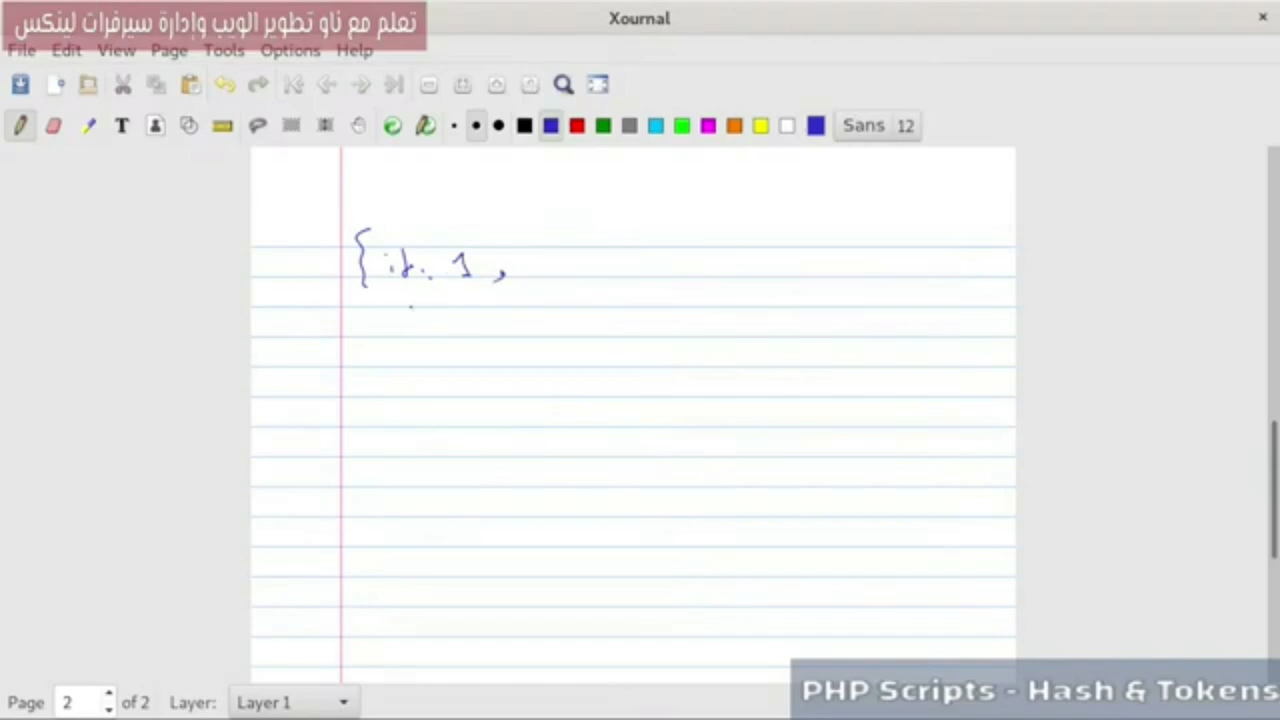 تعلم مع ناو تطوير الويب وإدارة سيرفرات لينكس
Xournal
File Edit View Page Tools Options Help
Sans 12
{ id: 1 ,
Page 2 of 2 Layer: Layer 1
PHP Scripts - Hash & Tokens